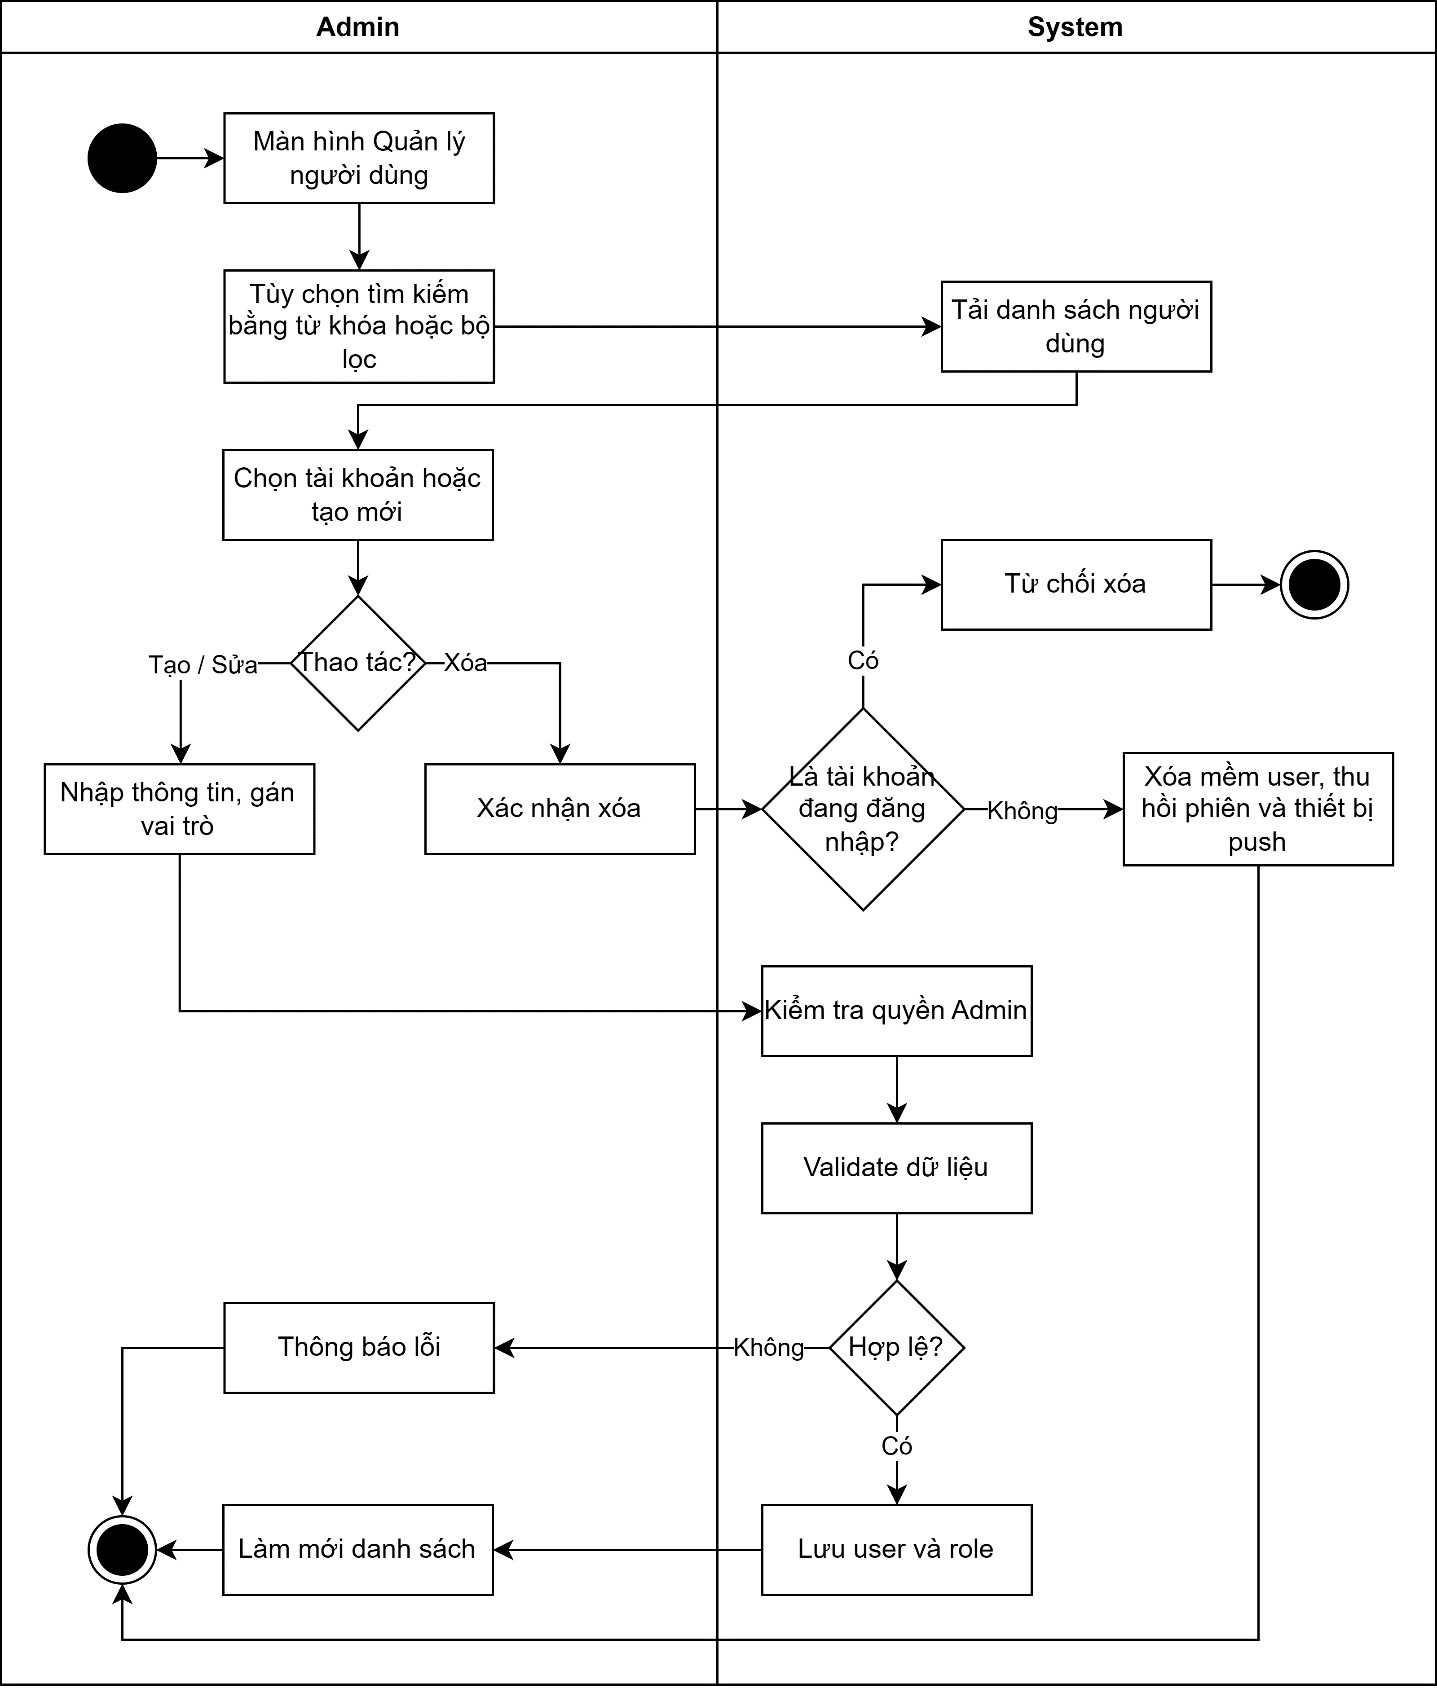 Admin
System
Màn hình Quản lý
người dùng
Tùy chọn tìm kiếm
bằng từ khóa hoặc bộ
lọc
Tải danh sách người
dùng
Chọn tài khoản hoặc
tạo mới
Từ chối xóa
Có
Tạo / Sửa
Thao tác?
Xóa
Nhập thông tin, gán
vai trò
Xác nhận xóa
Là tài khoản
đang đăng
nhập?
Không
Xóa mềm user, thu
hồi phiên và thiết bị
push
Kiểm tra quyền Admin
Validate dữ liệu
Thông báo lỗi
Không
Hợp lệ?
Có
Làm mới danh sách
Lưu user và role